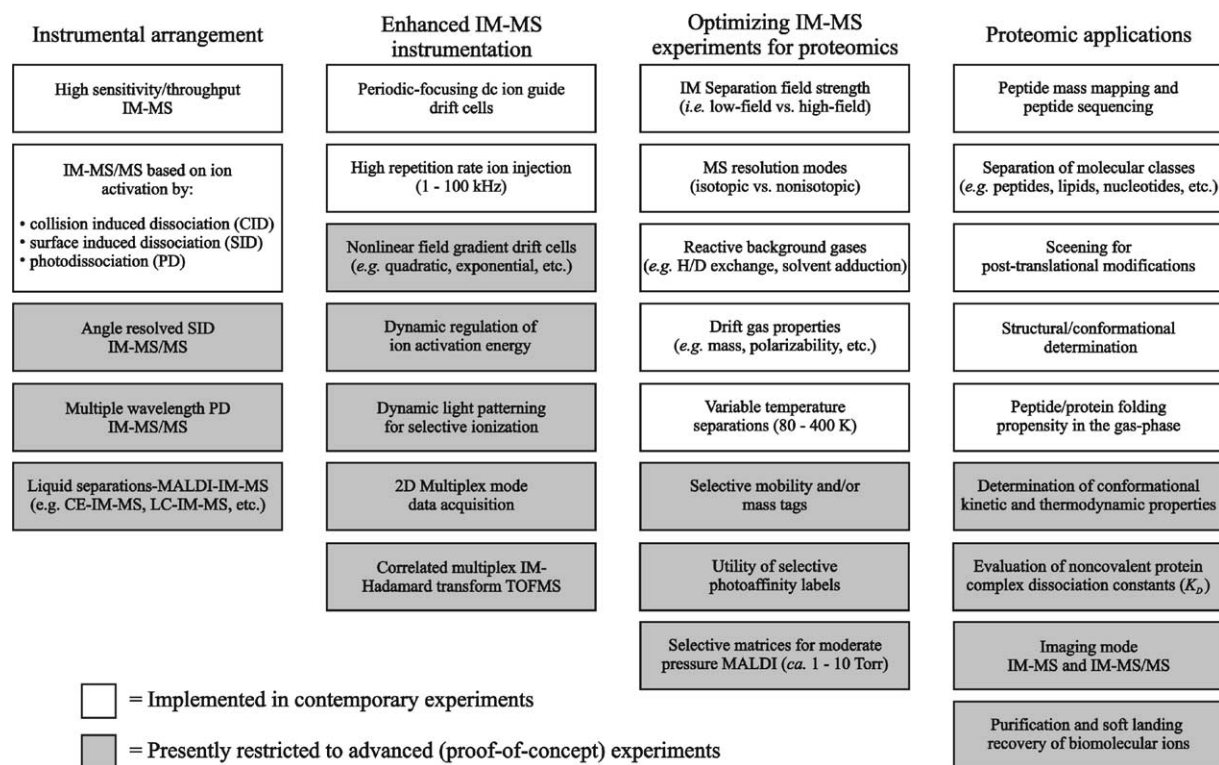 Instrumental arrangement
High sensitivity/throughput
IM-MS
IM-MS/MS based on ion
activation by:
• collision induced dissociation (CID)
• surface induced dissociation (SID)
• photodissociation (PD)
Angle resolved SID
IM-MS/MS
Multiple wavelength PD
IM-MS/MS
Liquid separations-MALDI-IM-MS
(e.g. CE-IM-MS, LC-IM-MS, etc.)
Enhanced IM-MS
instrumentation
Periodic-focusing dc ion guide
drift cells
High repetition rate ion injection
(1 - 100 kHz)
Nonlinear field gradient drift cells
(e.g. quadratic, exponential, etc.)
Dynamic regulation of
ion activation energy
Dynamic light patterning
for selective ionization
2D Multiplex mode
data acquisition
Correlated multiplex IM-
Hadamard transform TOFMS
Optimizing IM-MS
experiments for proteomics
IM Separation field strength
(i.e. low-field vs. high-field)
MS resolution modes
(isotopic vs. nonisotopic)
Reactive background gases
(e.g. H/D exchange, solvent adduction)
Drift gas properties
(e.g. mass, polarizability, etc.)
Variable temperature
separations (80 - 400 K)
Selective mobility and/or
mass tags
Utility of selective
photoaffinity labels
Selective matrices for moderate
pressure MALDI (ca. 1 - 10 Torr)
Proteomic applications
Peptide mass mapping and
peptide sequencing
Separation of molecular classes
(e.g. peptides, lipids, nucleotides, etc.)
Sceening for
post-translational modifications
Structural/conformational
determination
Peptide/protein folding
propensity in the gas-phase
Determination of conformational
kinetic and thermodynamic properties
Evaluation of noncovalent protein
complex dissociation constants (K_D)
Imaging mode
IM-MS and IM-MS/MS
Purification and soft landing
recovery of biomolecular ions
= Implemented in contemporary experiments
= Presently restricted to advanced (proof-of-concept) experiments